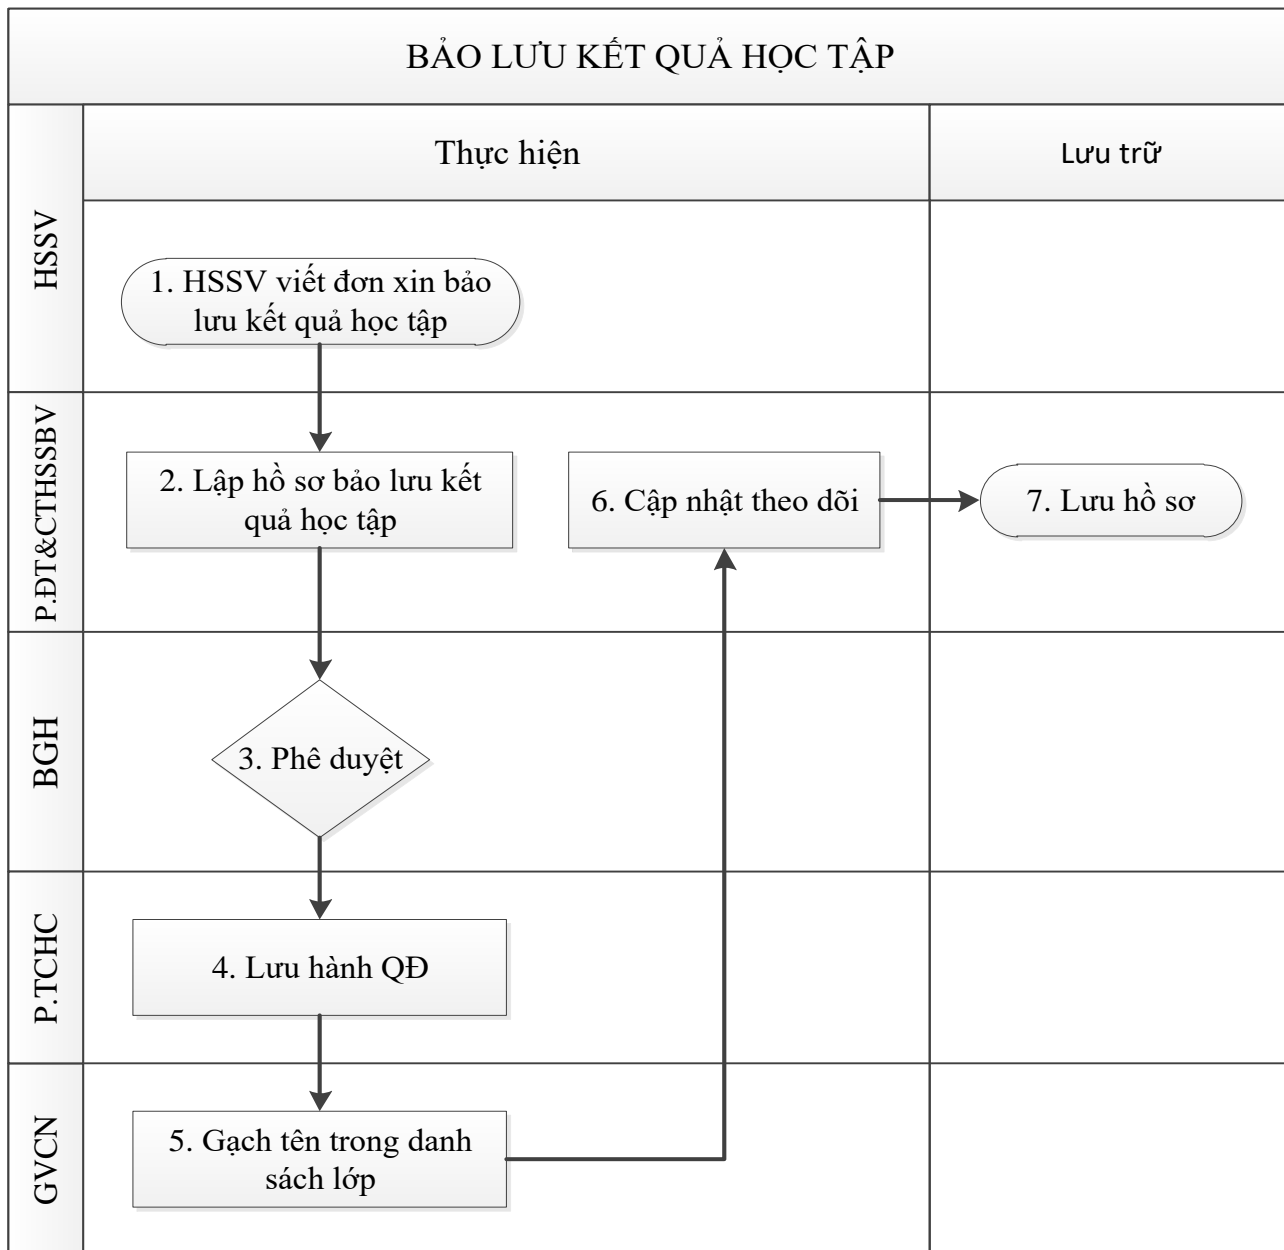 BẢO LƯU KẾT QUẢ HỌC TẬP
Thực hiện
Lưu trữ
HSSV
1. HSSV viết đơn xin bảo
lưu kết quả học tập
P.ĐT&CTHSSBV
2. Lập hồ sơ bảo lưu kết
quả học tập
6. Cập nhật theo dõi
7. Lưu hồ sơ
BGH
3. Phê duyệt
P.TCHC
4. Lưu hành QĐ
GVCN
5. Gạch tên trong danh
sách lớp